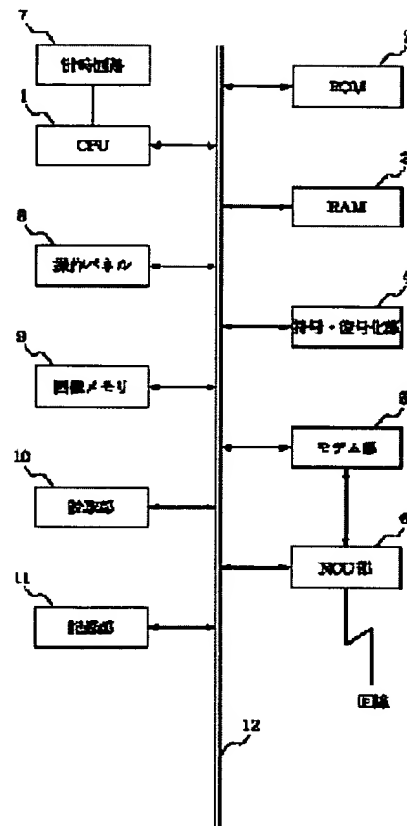 7
計時回路
1
CPU
8
操作パネル
9
画像メモリ
10
読取部
11
記録部
ROM
RAM
4
符号・復号化部
5
モデム部
6
NCU部
回線
12